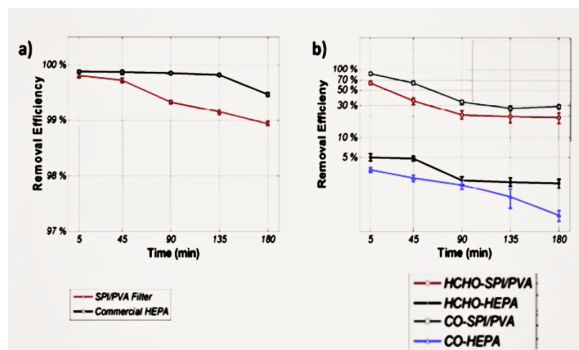 a)
100 %
99 %
98 %
97 %
Removal Efficiency
5 45 90 135 180
Time (min)
SPI/PVA Filter
Commercial HEPA
b)
100 %
70 %
50 %
30 %
10 %
5 %
Removal Efficieny
5 45 90 135 180
Time (min)
HCHO-SPI/PVA
HCHO-HEPA
CO-SPI/PVA
CO-HEPA